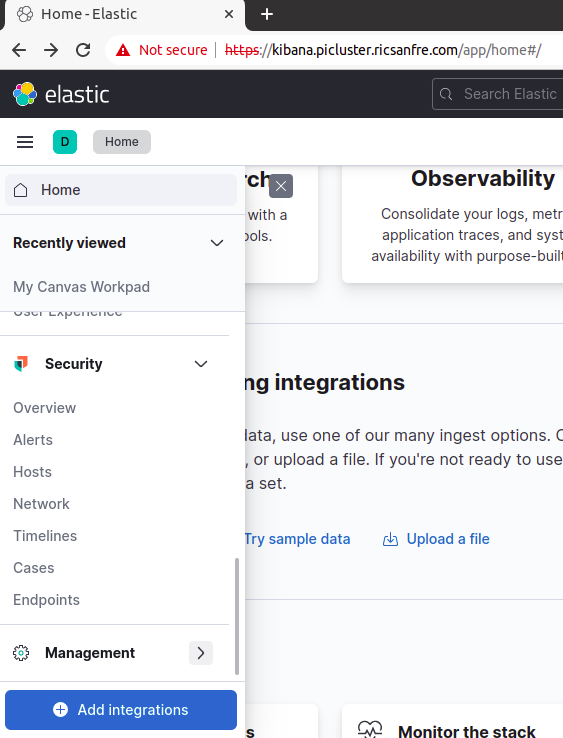 Home - Elastic
Not secure | https://kibana.picluster.ricsanfre.com/app/home#/
elastic
Search Elastic
D Home
Home
Recently viewed
My Canvas Workpad
User Experience
Security
Overview
Alerts
Hosts
Network
Timelines
Cases
Endpoints
Management
Add integrations
with a
Observability
Consolidate your logs, metr
application traces, and syst
availability with purpose-built
ng integrations
data, use one of our many ingest options.
, or upload a file. If you're not ready to use
a set.
Try sample data
Upload a file
Monitor the stack